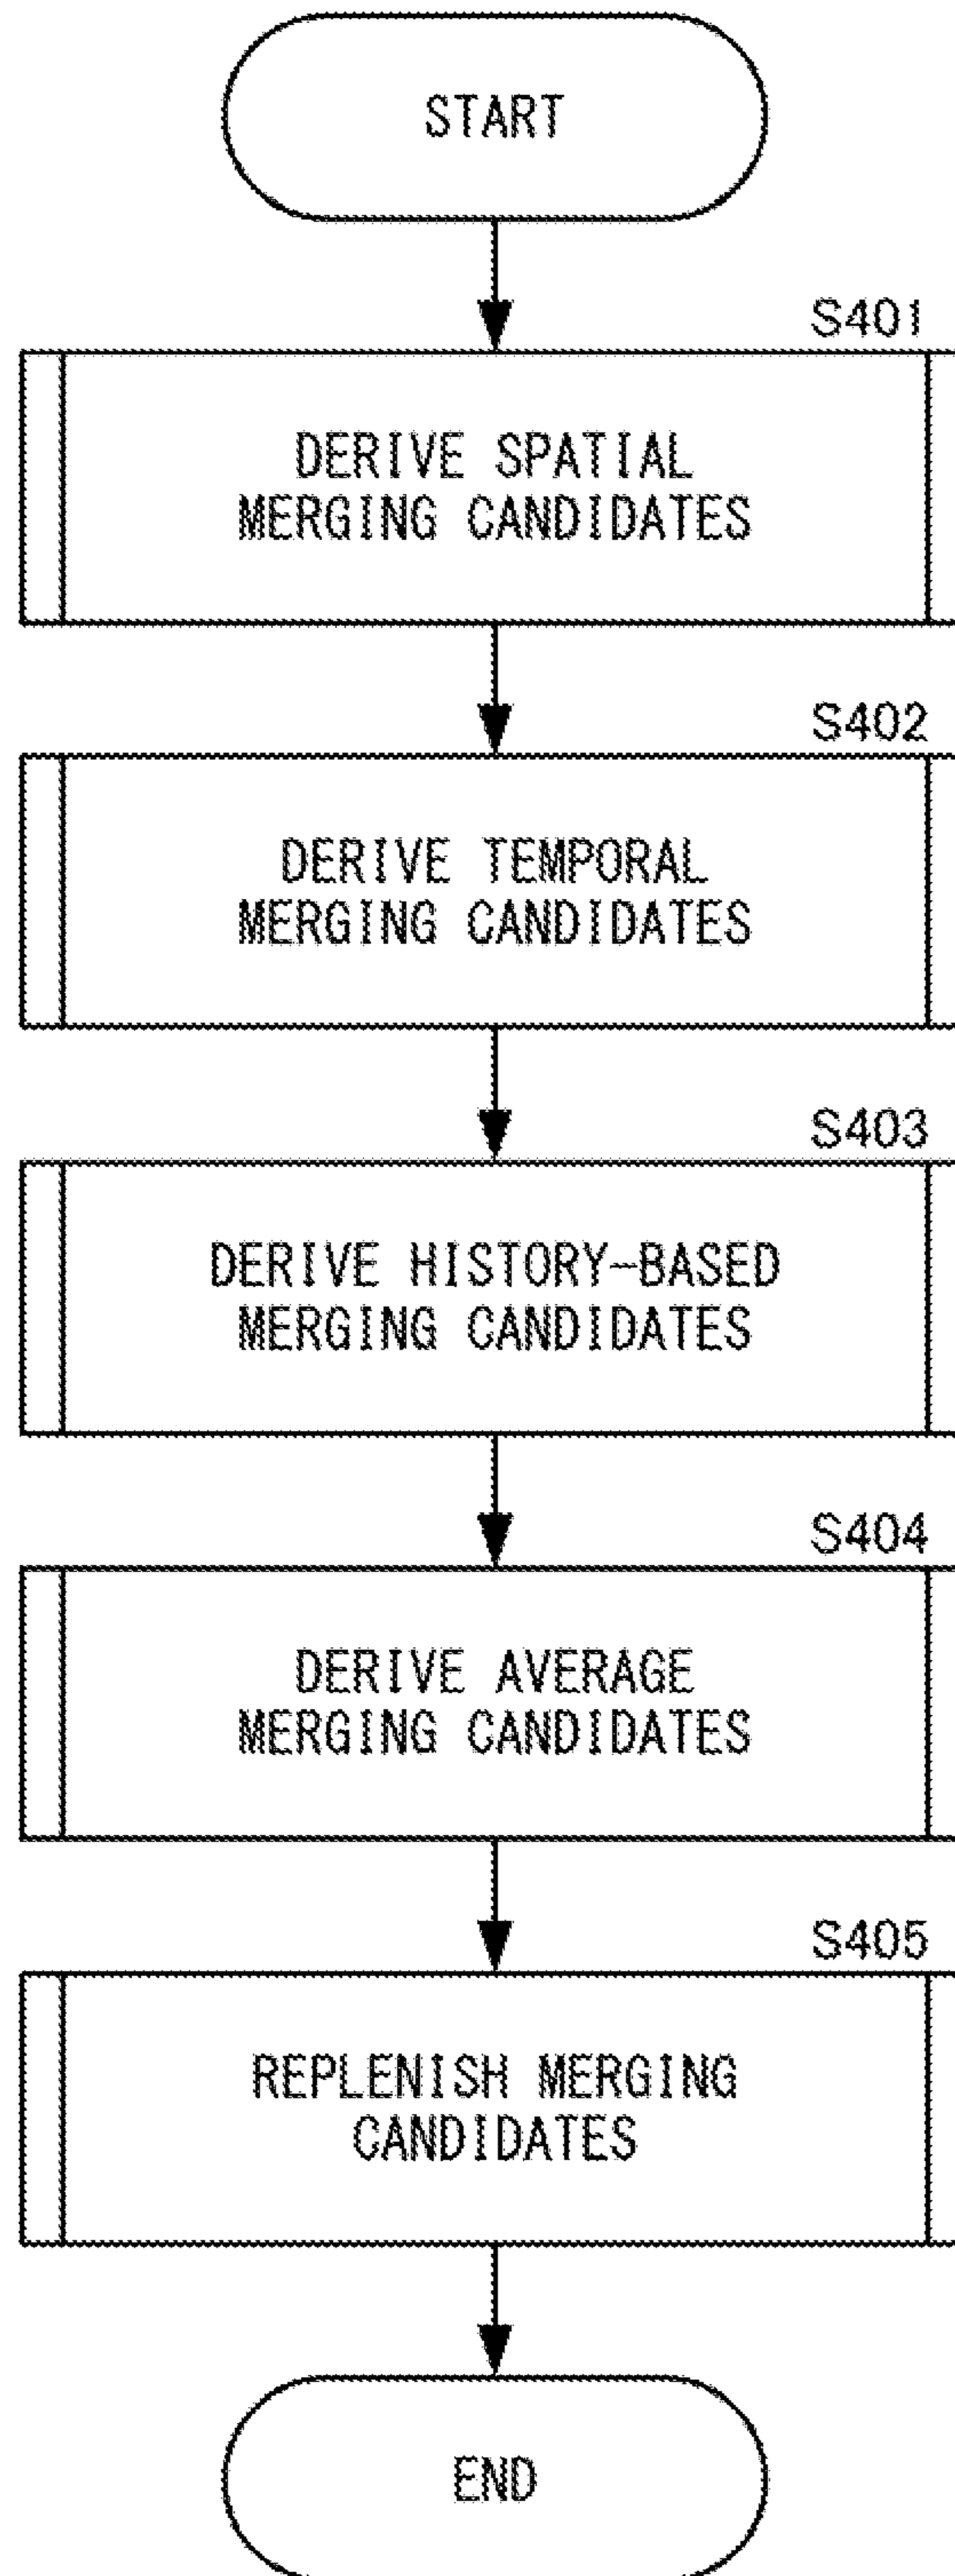 START
S401
DERIVE SPATIAL
MERGING CANDIDATES
S402
DERIVE TEMPORAL
MERGING CANDIDATES
S403
DERIVE HISTORY-BASED
MERGING CANDIDATES
S404
DERIVE AVERAGE
MERGING CANDIDATES
S405
REPLENISH MERGING
CANDIDATES
END